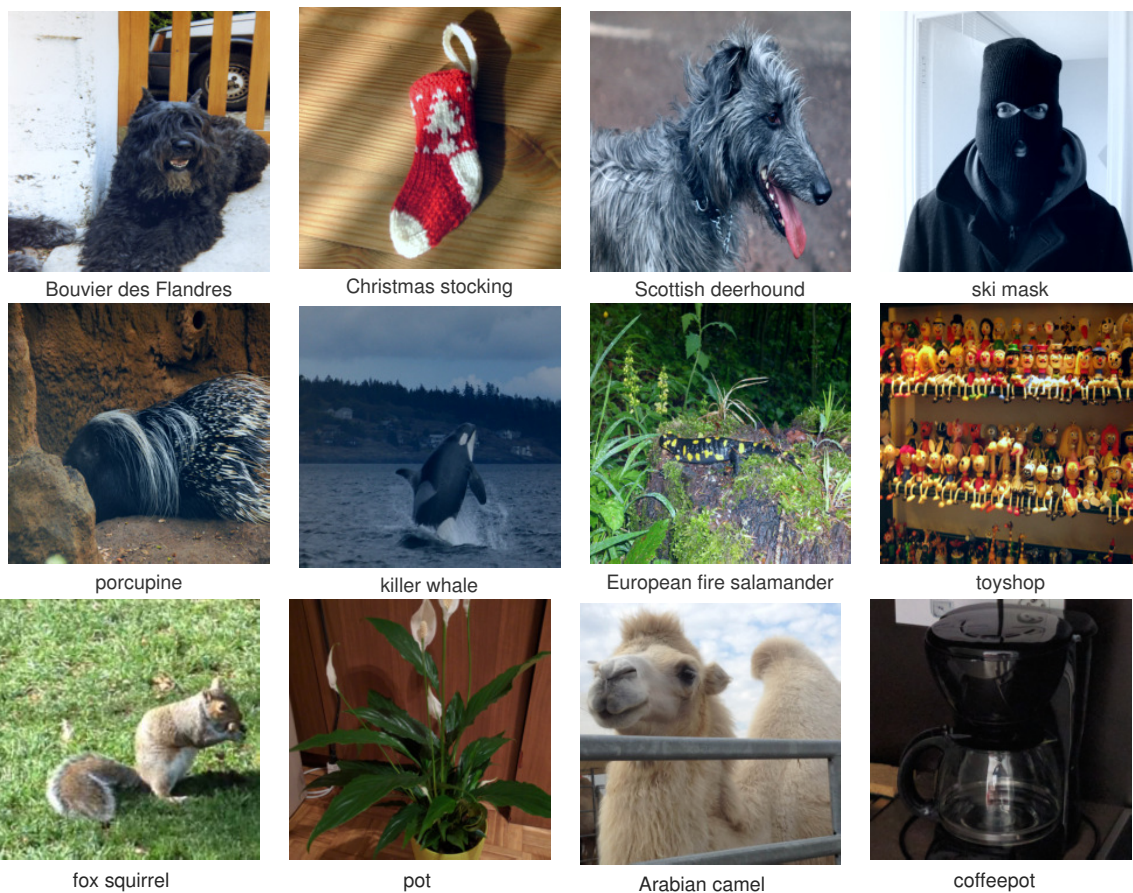 Bouvier des Flandres
Christmas stocking
Scottish deerhound
ski mask
porcupine
killer whale
European fire salamander
toyshop
fox squirrel
pot
Arabian camel
coffeepot